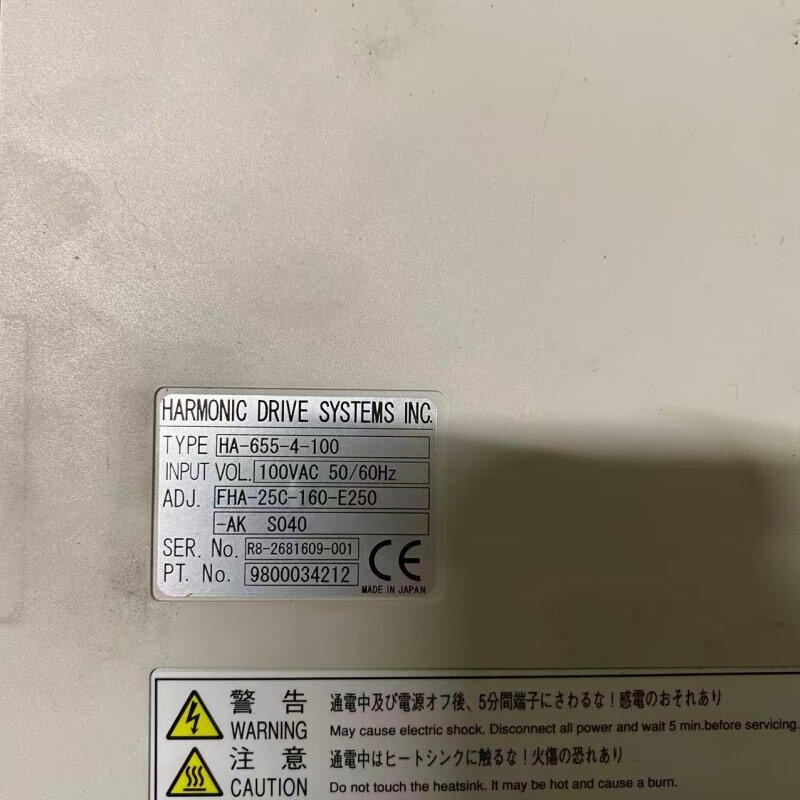 HARMONIC DRIVE SYSTEMS INC.
TYPE HA-655-4-100
INPUT VOL. 100VAC 50/60Hz
ADJ. FHA-25C-160-E250
-AK S040
SER. No. R8-2681609-001
PT. No. 9800034212
CE
MADE IN JAPAN
警告 通電中及び電源オフ後、5分間端子にさわるな!感電のおそれあり
WARNING May cause electric shock. Disconnect all power and wait 5 min.before servicing.
注意 通電中はヒートシンクに触るな!火傷の恐れあり
CAUTION Do not touch the heatsink. It may be hot and cause a burn.